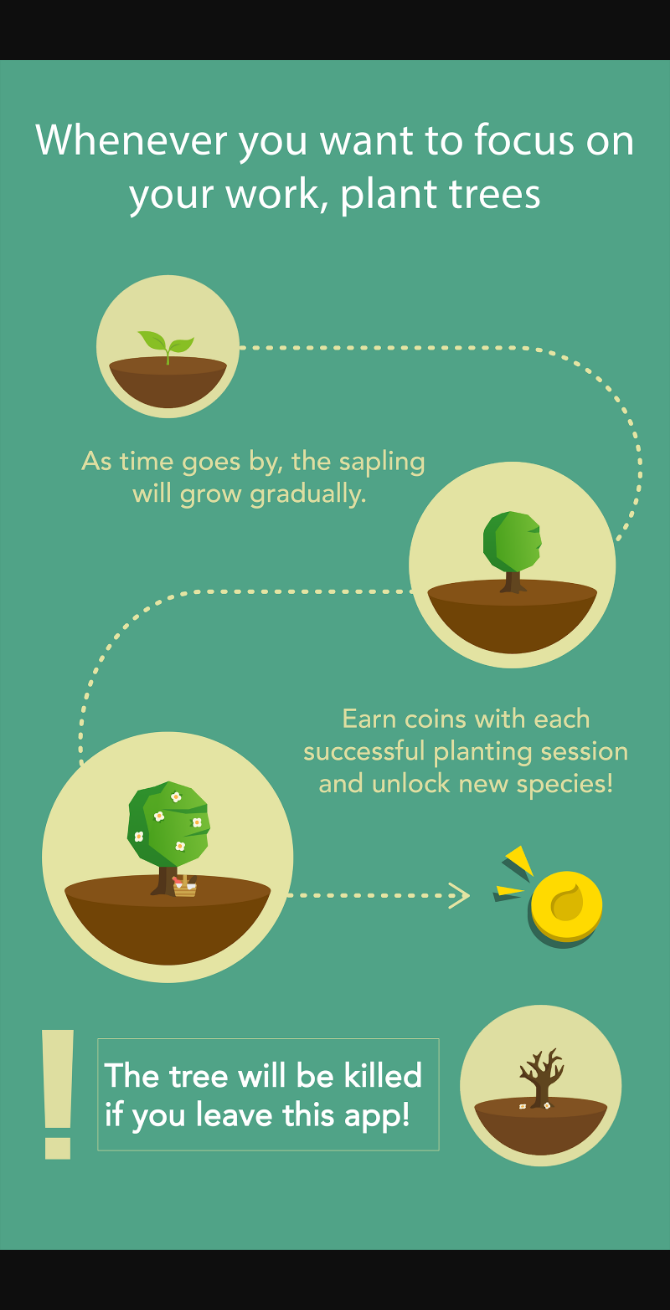 Whenever you want to focus on
your work, plant trees
As time goes by, the sapling
will grow gradually.
Earn coins with each
successful planting session
and unlock new species!
!
The tree will be killed
if you leave this app!